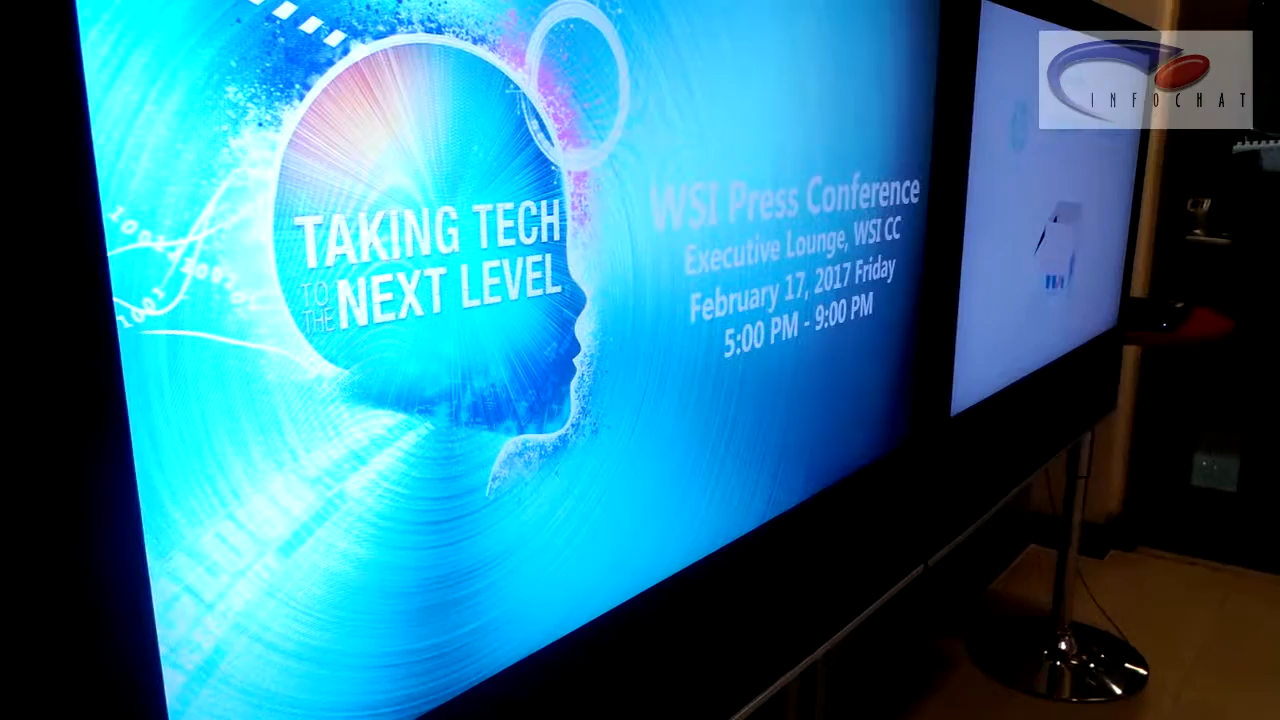 INFOCHAT
TAKING TECH
TO THE NEXT LEVEL
WSI Press Conference
Executive Lounge, WSI CC
February 17, 2017 Friday
5:00 PM - 9:00 PM